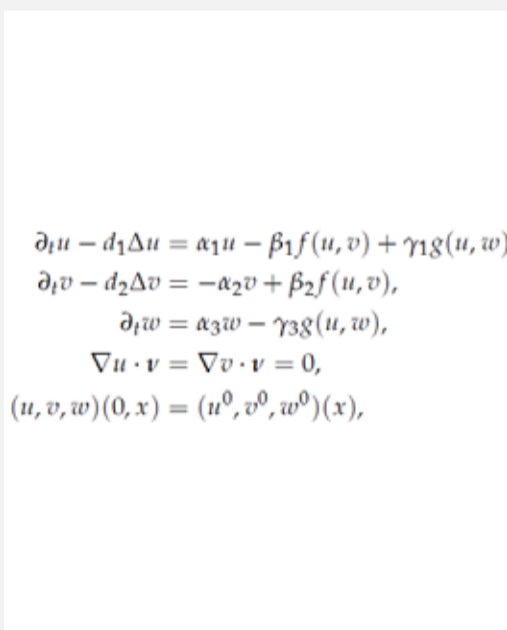 ∂ₜu − d₁Δu = α₁u − β₁f(u, v) + γ₁g(u, w)
∂ₜv − d₂Δv = −α₂v + β₂f(u, v),
∂ₜw = α₃w − γ₃g(u, w),
∇u · ν = ∇v · ν = 0,
(u, v, w)(0, x) = (u⁰, v⁰, w⁰)(x),